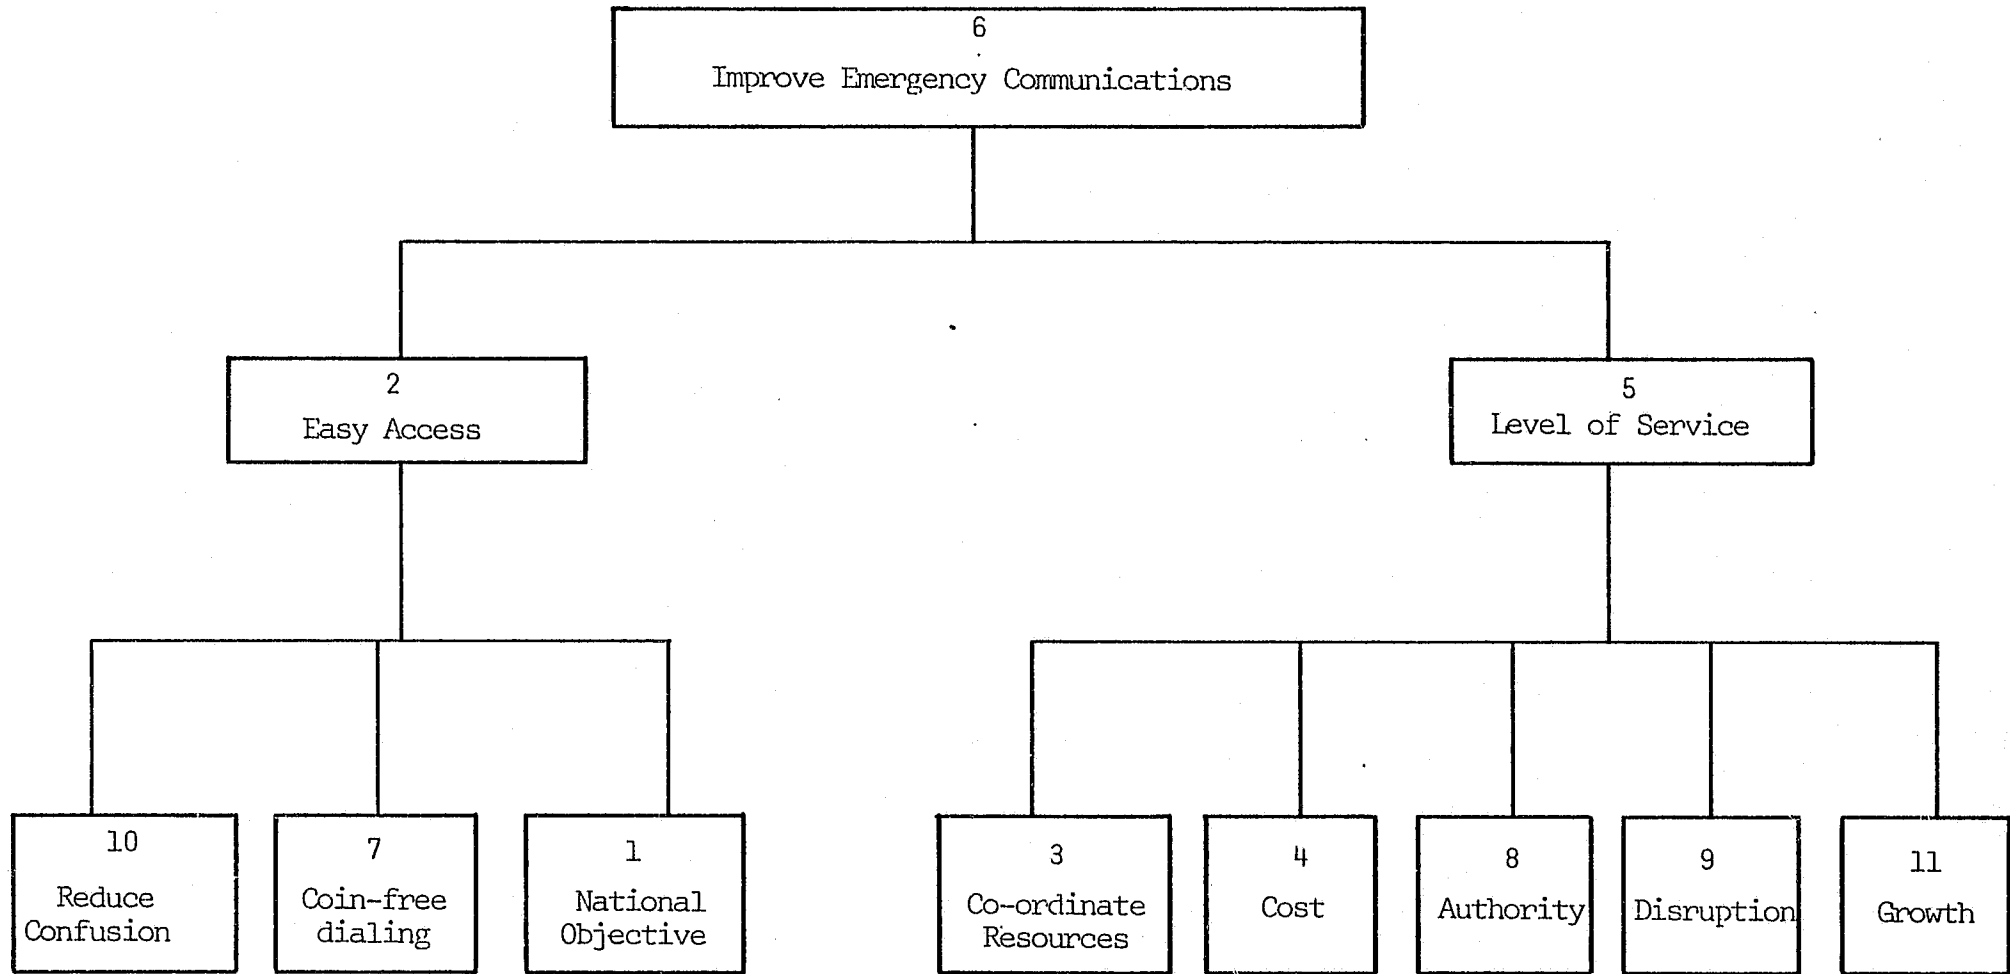 6
Improve Emergency Communications
2
Easy Access
5
Level of Service
10
Reduce
Confusion
7
Coin-free
dialing
1
National
Objective
3
Co-ordinate
Resources
4
Cost
8
Authority
9
Disruption
11
Growth